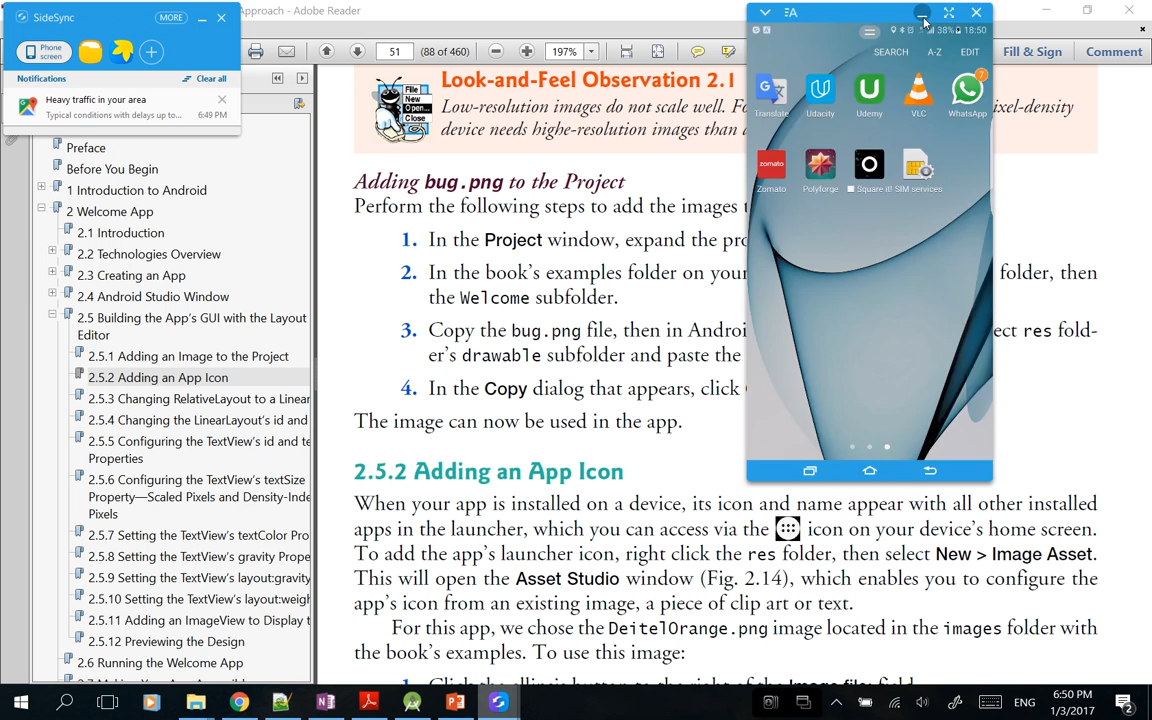 SideSync
MORE
Phone
screen
Notifications
Clear all
Heavy traffic in your area
Typical conditions with delays up to...
6:49 PM
Approach - Adobe Reader
51
(88 of 460)
197%
Fill & Sign
Comment
Preface
Before You Begin
1 Introduction to Android
2 Welcome App
2.1 Introduction
2.2 Technologies Overview
2.3 Creating an App
2.4 Android Studio Window
2.5 Building the App's GUI with the Layout
Editor
2.5.1 Adding an Image to the Project
2.5.2 Adding an App Icon
2.5.3 Changing RelativeLayout to a Linear
2.5.4 Changing the LinearLayout's id and
2.5.5 Configuring the TextView's id and te
Properties
2.5.6 Configuring the TextView's textSize
Property—Scaled Pixels and Density-Inde
Pixels
2.5.7 Setting the TextView's textColor Pro
2.5.8 Setting the TextView's gravity Prope
2.5.9 Setting the TextView's layout:gravity
2.5.10 Setting the TextView's layout:weig
2.5.11 Adding an ImageView to Display t
2.5.12 Previewing the Design
2.6 Running the Welcome App
File
New
Open...
Close
Look-and-Feel Observation 2.1
Low-resolution images do not scale well. Fo
ixel-density
device needs highe-resolution images than a
Adding bug.png to the Project
Perform the following steps to add the images t
1. In the Project window, expand the pro
2. In the book's examples folder on your
folder, then
the Welcome subfolder.
3. Copy the bug.png file, then in Androi
ect res fold-
er's drawable subfolder and paste the
4. In the Copy dialog that appears, click
The image can now be used in the app.
2.5.2 Adding an App Icon
When your app is installed on a device, its icon and name appear with all other installed
apps in the launcher, which you can access via the icon on your device's home screen.
To add the app's launcher icon, right click the res folder, then select New > Image Asset.
This will open the Asset Studio window (Fig. 2.14), which enables you to configure the
app's icon from an existing image, a piece of clip art or text.
For this app, we chose the DeitelOrange.png image located in the images folder with
the book's examples. To use this image:
38% 18:50
SEARCH
A-Z
EDIT
7
Translate
Udacity
Udemy
VLC
WhatsApp
zomato
Zomato
Polyforge
Square it!
SIM services
ENG
6:50 PM
1/3/2017
2